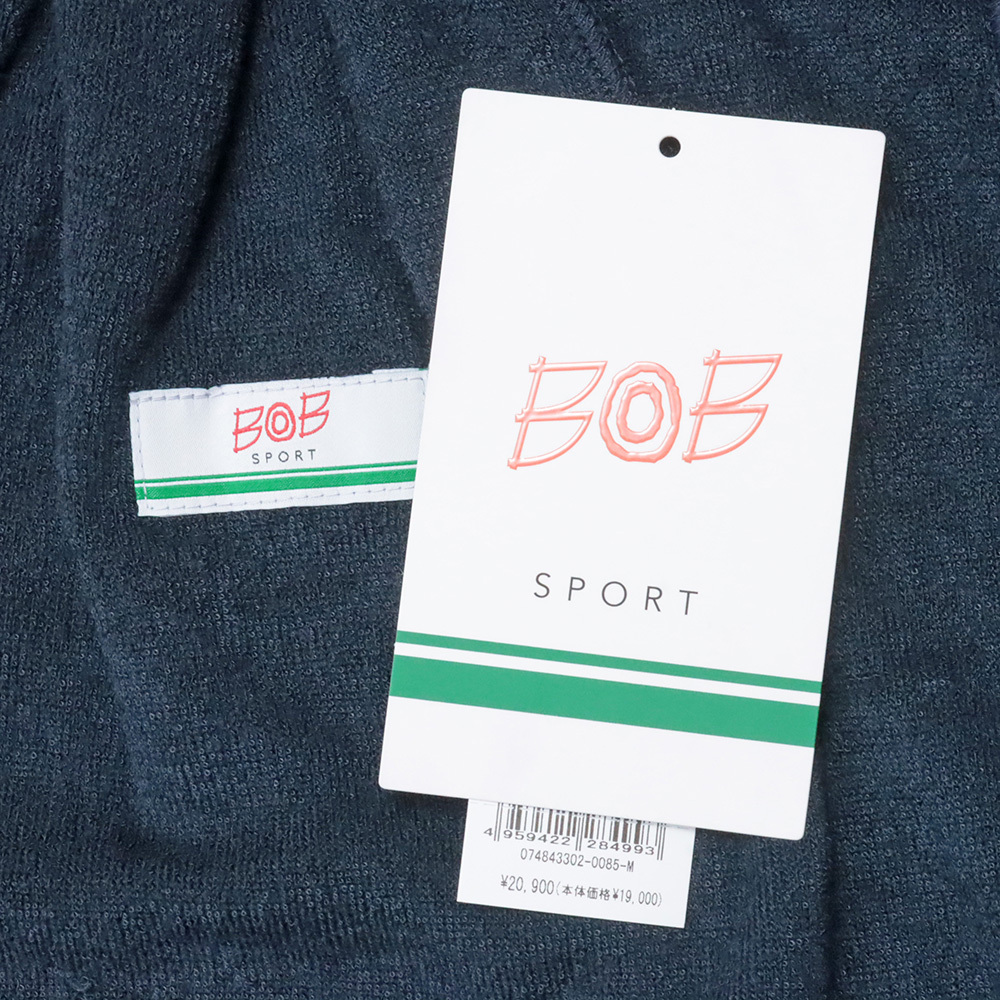 BOB
SPORT
BOB
SPORT
4 959422 284993
074843302-0085-M
¥20,900(本体価格¥19,000)